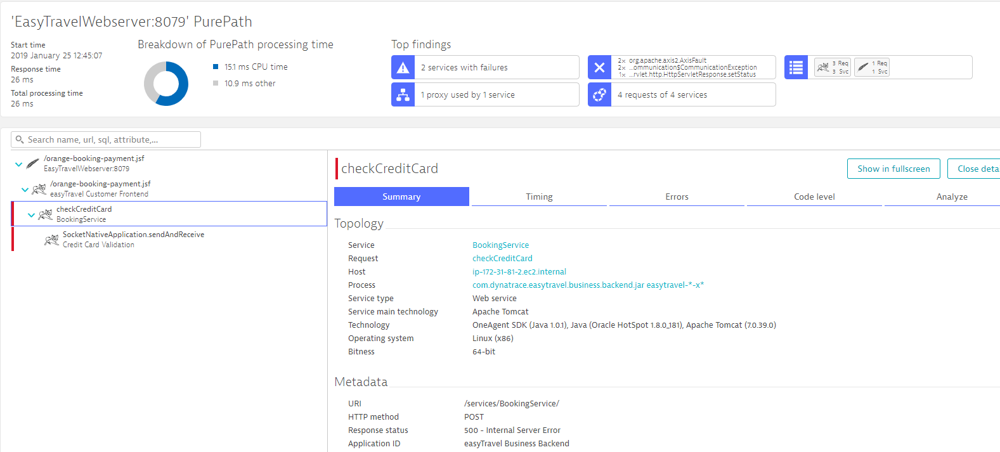 'EasyTravelWebserver:8079' PurePath
Start time
2019 January 25 12:45:07
Response time
26 ms
Total processing time
26 ms
Breakdown of PurePath processing time
15.1 ms CPU time
10.9 ms other
Top findings
2 services with failures
2x org.apache.axis2.AxisFault
2x ...ommunication$CommunicationException
1x ...rvlet.http.HttpServletResponse.setStatus
3 Req
3 Svc
1 Req
1 Svc
1 proxy used by 1 service
4 requests of 4 services
Search name, url, sql, attribute,...
/orange-booking-payment.jsf
EasyTravelWebserver:8079
/orange-booking-payment.jsf
easyTravel Customer Frontend
checkCreditCard
BookingService
SocketNativeApplication.sendAndReceive
Credit Card Validation
checkCreditCard
Show in fullscreen
Close deta
Summary Timing Errors Code level Analyze
Topology
Service BookingService
Request checkCreditCard
Host ip-172-31-81-2.ec2.internal
Process com.dynatrace.easytravel.business.backend.jar easytravel-*-x*
Service type Web service
Service main technology Apache Tomcat
Technology OneAgent SDK (Java 1.0.1), Java (Oracle HotSpot 1.8.0_181), Apache Tomcat (7.0.39.0)
Operating system Linux (x86)
Bitness 64-bit
Metadata
URI /services/BookingService/
HTTP method POST
Response status 500 - Internal Server Error
Application ID easyTravel Business Backend